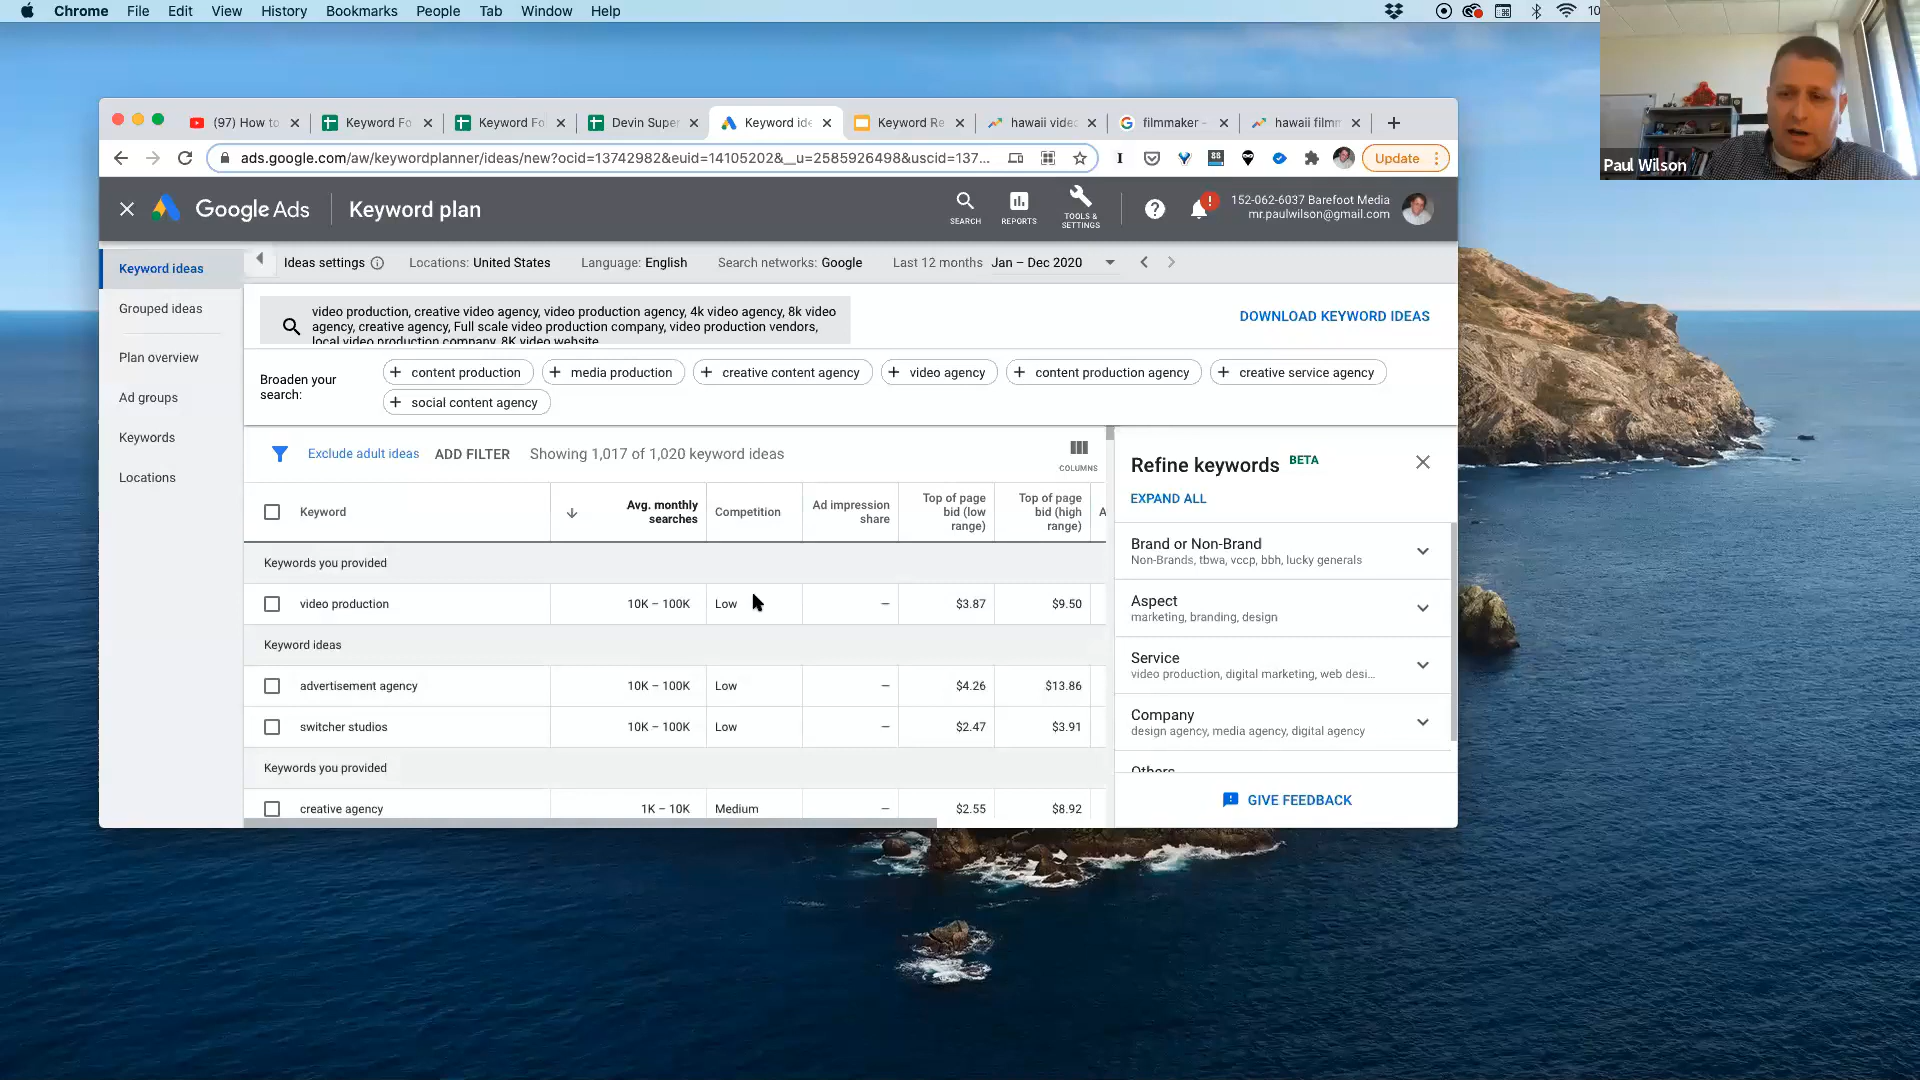 Chrome File Edit View History Bookmarks People Tab Window Help 10
(97) How to Keyword Fo Keyword Fo Devin Super Keyword ide Keyword Re hawaii vide filmmaker - hawaii film
ads.google.com/aw/keywordplanner/ideas/new?ocid=13742982&euid=14105202&__u=2585926498&uscid=137... 88 Update
Paul Wilson
Google Ads Keyword plan
SEARCH REPORTS TOOLS & SETTINGS
152-062-6037 Barefoot Media
mr.paulwilson@gmail.com
Keyword ideas
Grouped ideas
Plan overview
Ad groups
Keywords
Locations
Ideas settings Locations: United States Language: English Search networks: Google Last 12 months Jan – Dec 2020
video production, creative video agency, video production agency, 4k video agency, 8k video
agency, creative agency, Full scale video production company, video production vendors,
local video production company, 8K video website
DOWNLOAD KEYWORD IDEAS
Broaden your search:
content production media production creative content agency video agency content production agency creative service agency
social content agency
Exclude adult ideas ADD FILTER Showing 1,017 of 1,020 keyword ideas COLUMNS
Keyword Avg. monthly searches Competition Ad impression share Top of page bid (low range) Top of page bid (high range) A
Keywords you provided
video production 10K – 100K Low – $3.87 $9.50
Keyword ideas
advertisement agency 10K – 100K Low – $4.26 $13.86
switcher studios 10K – 100K Low – $2.47 $3.91
Keywords you provided
creative agency 1K – 10K Medium – $2.55 $8.92
Refine keywords BETA
EXPAND ALL
Brand or Non-Brand
Non-Brands, tbwa, vccp, bbh, lucky generals
Aspect
marketing, branding, design
Service
video production, digital marketing, web desi...
Company
design agency, media agency, digital agency
Others
GIVE FEEDBACK